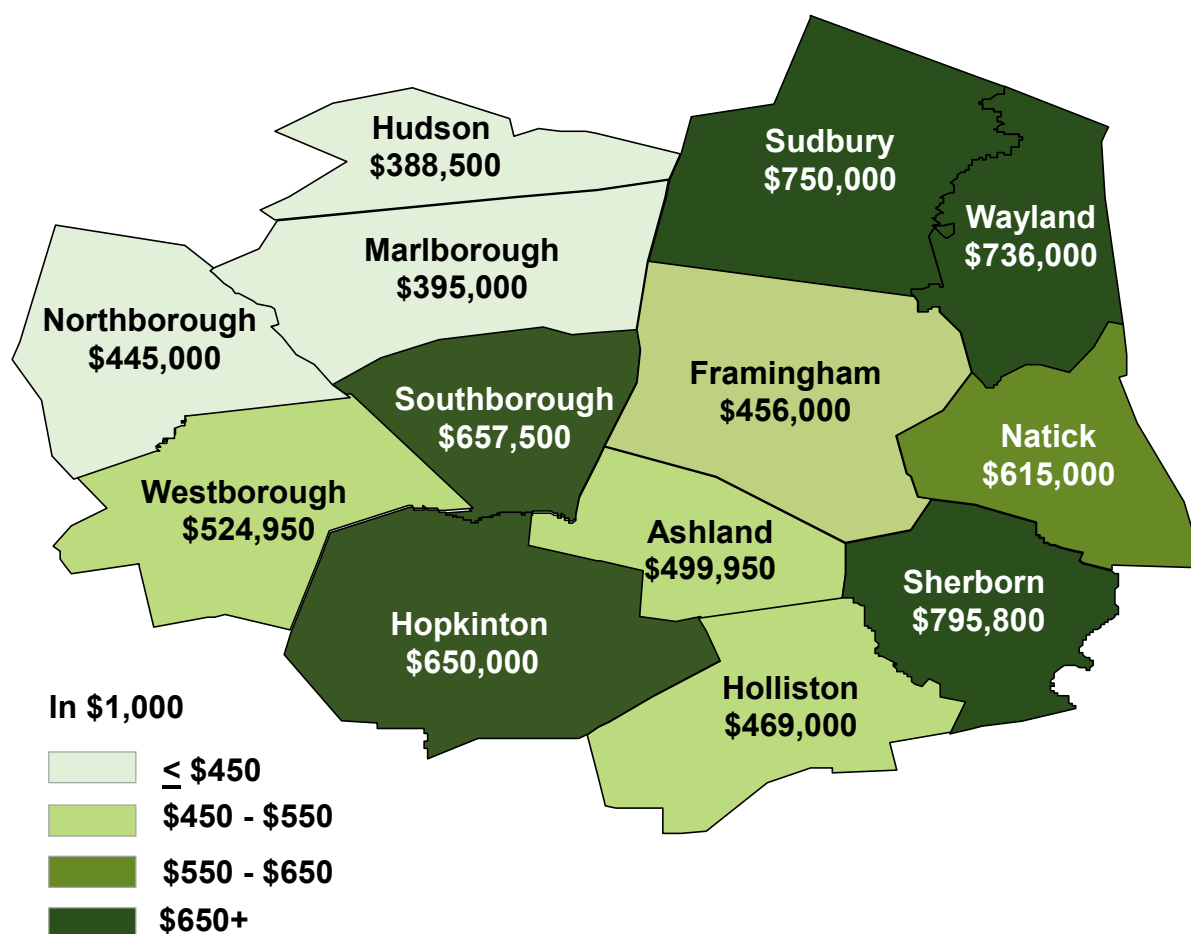 Hudson
$388,500
Sudbury
$750,000
Wayland
$736,000
Marlborough
$395,000
Northborough
$445,000
Southborough
$657,500
Framingham
$456,000
Natick
$615,000
Westborough
$524,950
Ashland
$499,950
Sherborn
$795,800
Hopkinton
$650,000
Holliston
$469,000
In $1,000
≤ $450
$450 - $550
$550 - $650
$650+